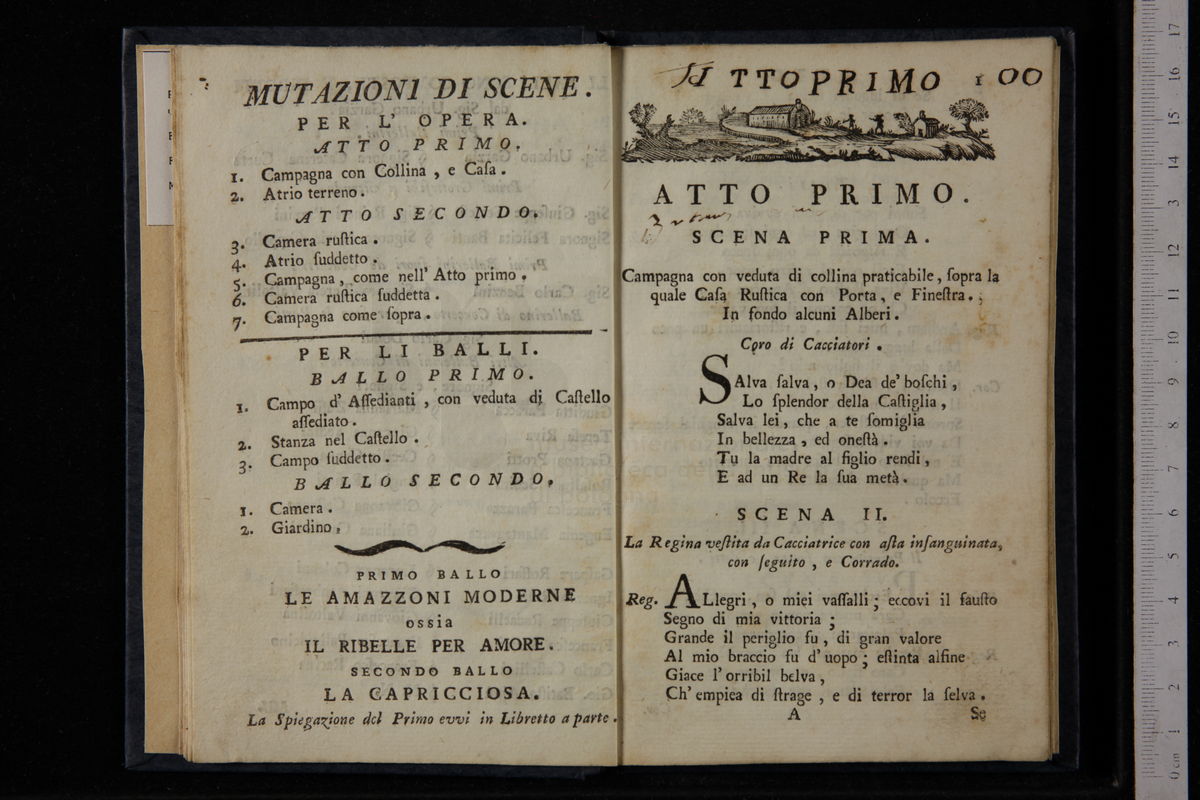 MUTAZIONI DI SCENE.
PER L' OPERA.
ATTO PRIMO.
1. Campagna con Collina, e Caſa.
2. Atrio terreno.
ATTO SECONDO.
3. Camera ruſtica.
4. Atrio ſuddetto.
5. Campagna, come nell' Atto primo.
6. Camera ruſtica ſuddetta.
7. Campagna come ſopra.
PER LI BALLI.
BALLO PRIMO.
1. Campo d' Aſſedianti, con veduta di Caſtello
aſſediato.
2. Stanza nel Caſtello.
3. Campo ſuddetto.
BALLO SECONDO.
1. Camera.
2. Giardino.
PRIMO BALLO
LE AMAZZONI MODERNE
ossia
IL RIBELLE PER AMORE.
SECONDO BALLO
LA CAPRICCIOSA.
La Spiegazione del Primo evvi in Libretto a parte.
ATTO PRIMO 1 00
ATTO PRIMO.
SCENA PRIMA.
Campagna con veduta di collina praticabile, ſopra la
quale Caſa Ruſtica con Porta, e Fineſtra.
In fondo alcuni Alberi.
Coro di Cacciatori.
SAlva ſalva, o Dea de' boſchi,
Lo ſplendor della Caſtiglia,
Salva lei, che a te ſomiglia
In bellezza, ed oneſtà.
Tu la madre al figlio rendi,
E ad un Re la ſua metà.
SCENA II.
La Regina veſtita da Cacciatrice con aſta inſanguinata,
con ſeguito, e Corrado.
Reg. ALlegri, o miei vaſſalli; eccovi il fauſto
Segno di mia vittoria;
Grande il periglio fu, di gran valore
Al mio braccio fu d' uopo; eſtinta alfine
Giace l' orribil belva,
Ch' empiea di ſtrage, e di terror la ſelva.
A Se